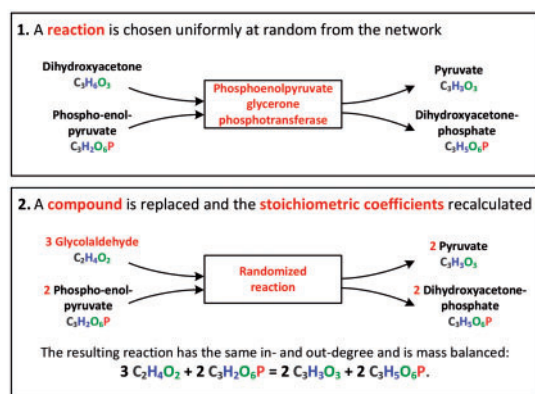 1. A reaction is chosen uniformly at random from the network
Dihydroxyacetone
C₃H₆O₃
Phospho-enol-
pyruvate
C₃H₂O₆P
Phosphoenolpyruvate
glycerone
phosphotransferase
Pyruvate
C₃H₃O₃
Dihydroxyacetone-
phosphate
C₃H₅O₆P
2. A compound is replaced and the stoichiometric coefficients recalculated
3 Glycolaldehyde
C₂H₄O₂
2 Phospho-enol-
pyruvate
C₃H₂O₆P
Randomized
reaction
2 Pyruvate
C₃H₃O₃
2 Dihydroxyacetone-
phosphate
C₃H₅O₆P
The resulting reaction has the same in- and out-degree and is mass balanced:
3 C₂H₄O₂ + 2 C₃H₂O₆P = 2 C₃H₃O₃ + 2 C₃H₅O₆P.